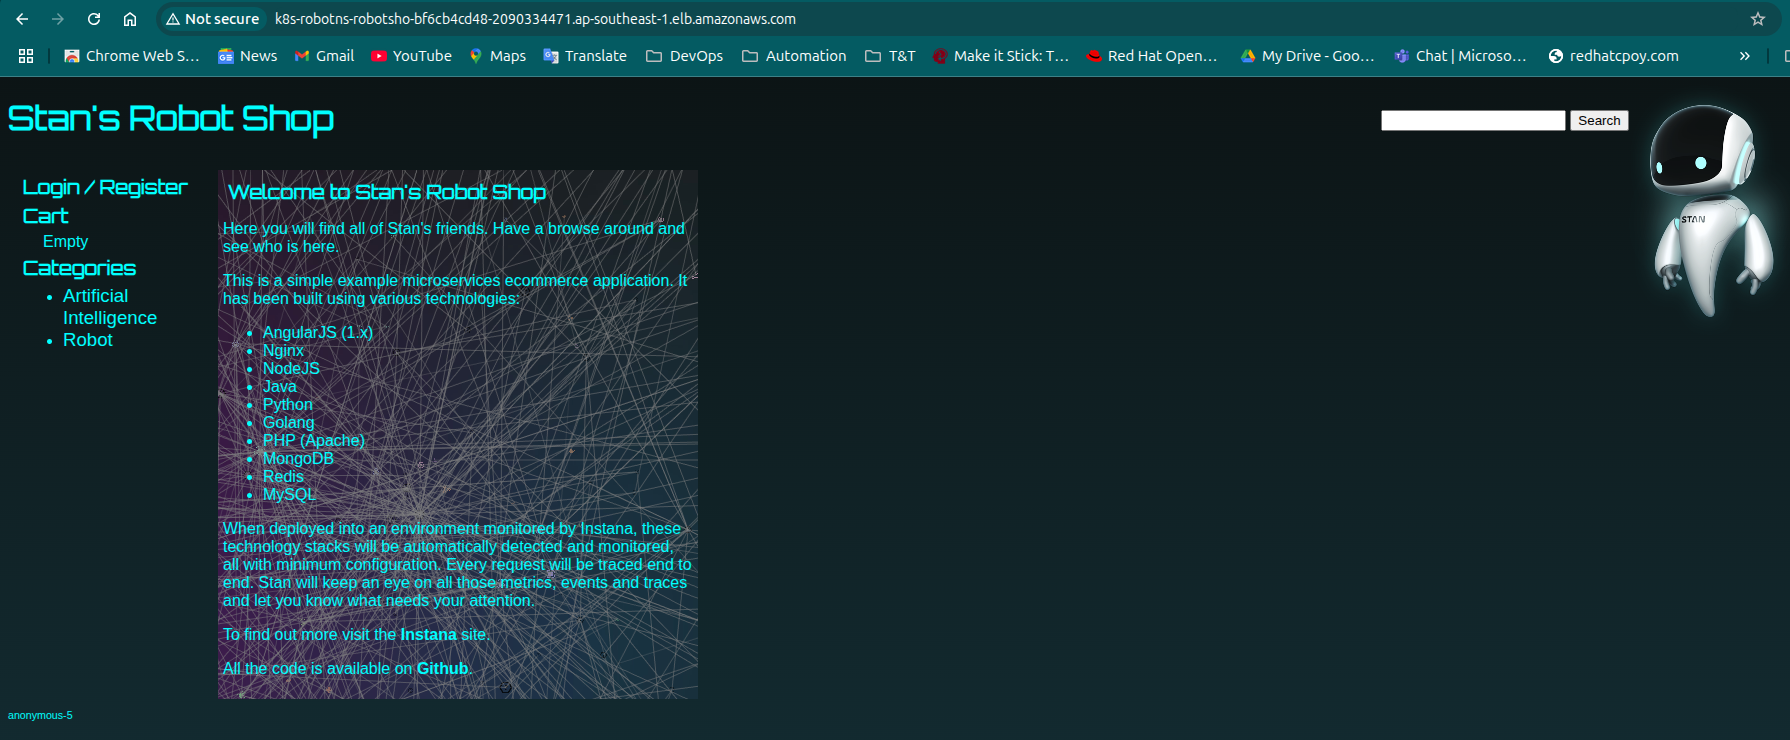 Not secure k8s-robotns-robotsho-bf6cb4cd48-2090334471.ap-southeast-1.elb.amazonaws.com
Chrome Web S… News Gmail YouTube Maps Translate DevOps Automation T&T Make it Stick: T… Red Hat Open… My Drive - Goo… Chat | Microso… redhatcpoy.com »
Stan's Robot Shop
Search
STAN
Login / Register
Cart
Empty
Categories
• Artificial
Intelligence
• Robot
Welcome to Stan's Robot Shop
Here you will find all of Stan's friends. Have a browse around and
see who is here.
This is a simple example microservices ecommerce application. It
has been built using various technologies:
• AngularJS (1.x)
• Nginx
• NodeJS
• Java
• Python
• Golang
• PHP (Apache)
• MongoDB
• Redis
• MySQL
When deployed into an environment monitored by Instana, these
technology stacks will be automatically detected and monitored,
all with minimum configuration. Every request will be traced end to
end. Stan will keep an eye on all those metrics, events and traces
and let you know what needs your attention.
To find out more visit the Instana site.
All the code is available on Github.
anonymous-5